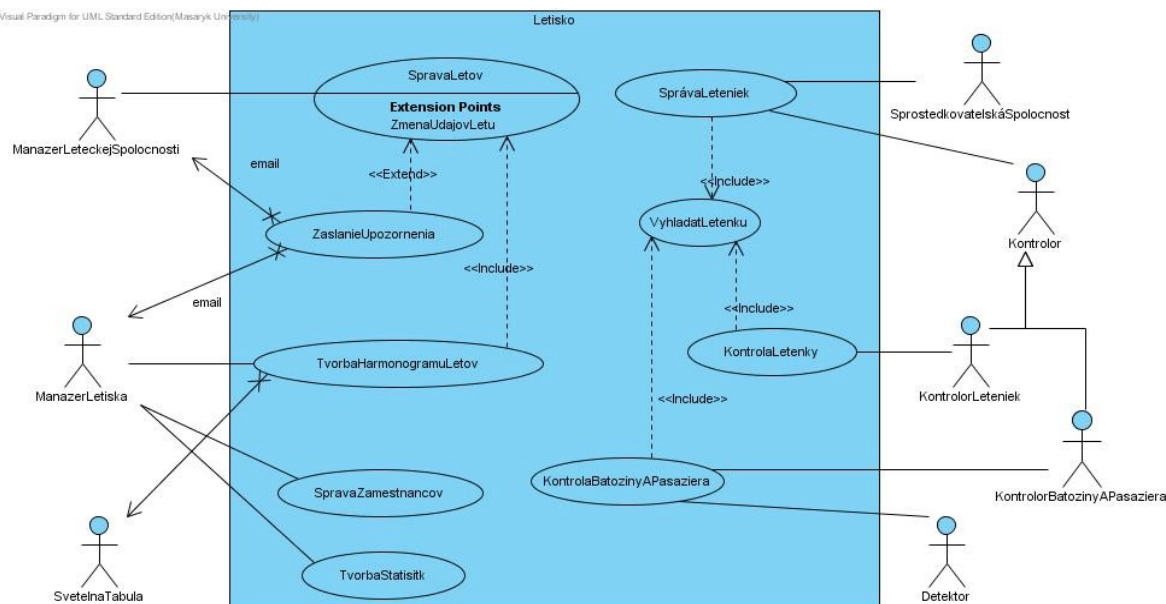 Visual Paradigm for UML Standard Edition(Masaryk University)
Letisko
SpravaLetov
Extension Points
ZmenaUdajovLetu
SprávaLeteniek
SprostedkovatelskáSpolocnost
ManazerLeteckejSpolocnosti
email
<<Extend>>
<<Include>>
Kontrolor
ZaslanieUpozornenia
VyhladatLetenku
<<Include>>
email
<<Include>>
ManazerLetiska
TvorbaHarmonogramuLetov
KontrolaLetenky
KontrolorLeteniek
<<Include>>
SpravaZamestnancov
KontrolaBatozinyAPasaziera
KontrolorBatozinyAPasaziera
TvorbaStatisitk
SvetelnaTabula
Detektor